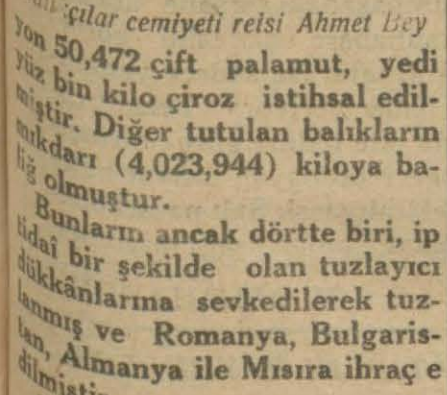 çılar cemiyeti reisi Ahmet Bey
yon 50,472 çift palamut, yedi
yüz bin kilo çiroz istihsal edil-
miştir. Diğer tutulan balıkların
mıkdarı (4,023,944) kiloya ba-
liğ olmuştur.
Bunların ancak dörtte biri, ip
tidaî bir şekilde olan tuzlayıcı
dükkânlarına sevkedilerek tuz-
lanmış ve Romanya, Bulgaris-
tan, Almanya ile Mısıra ihraç e
dilmiştir